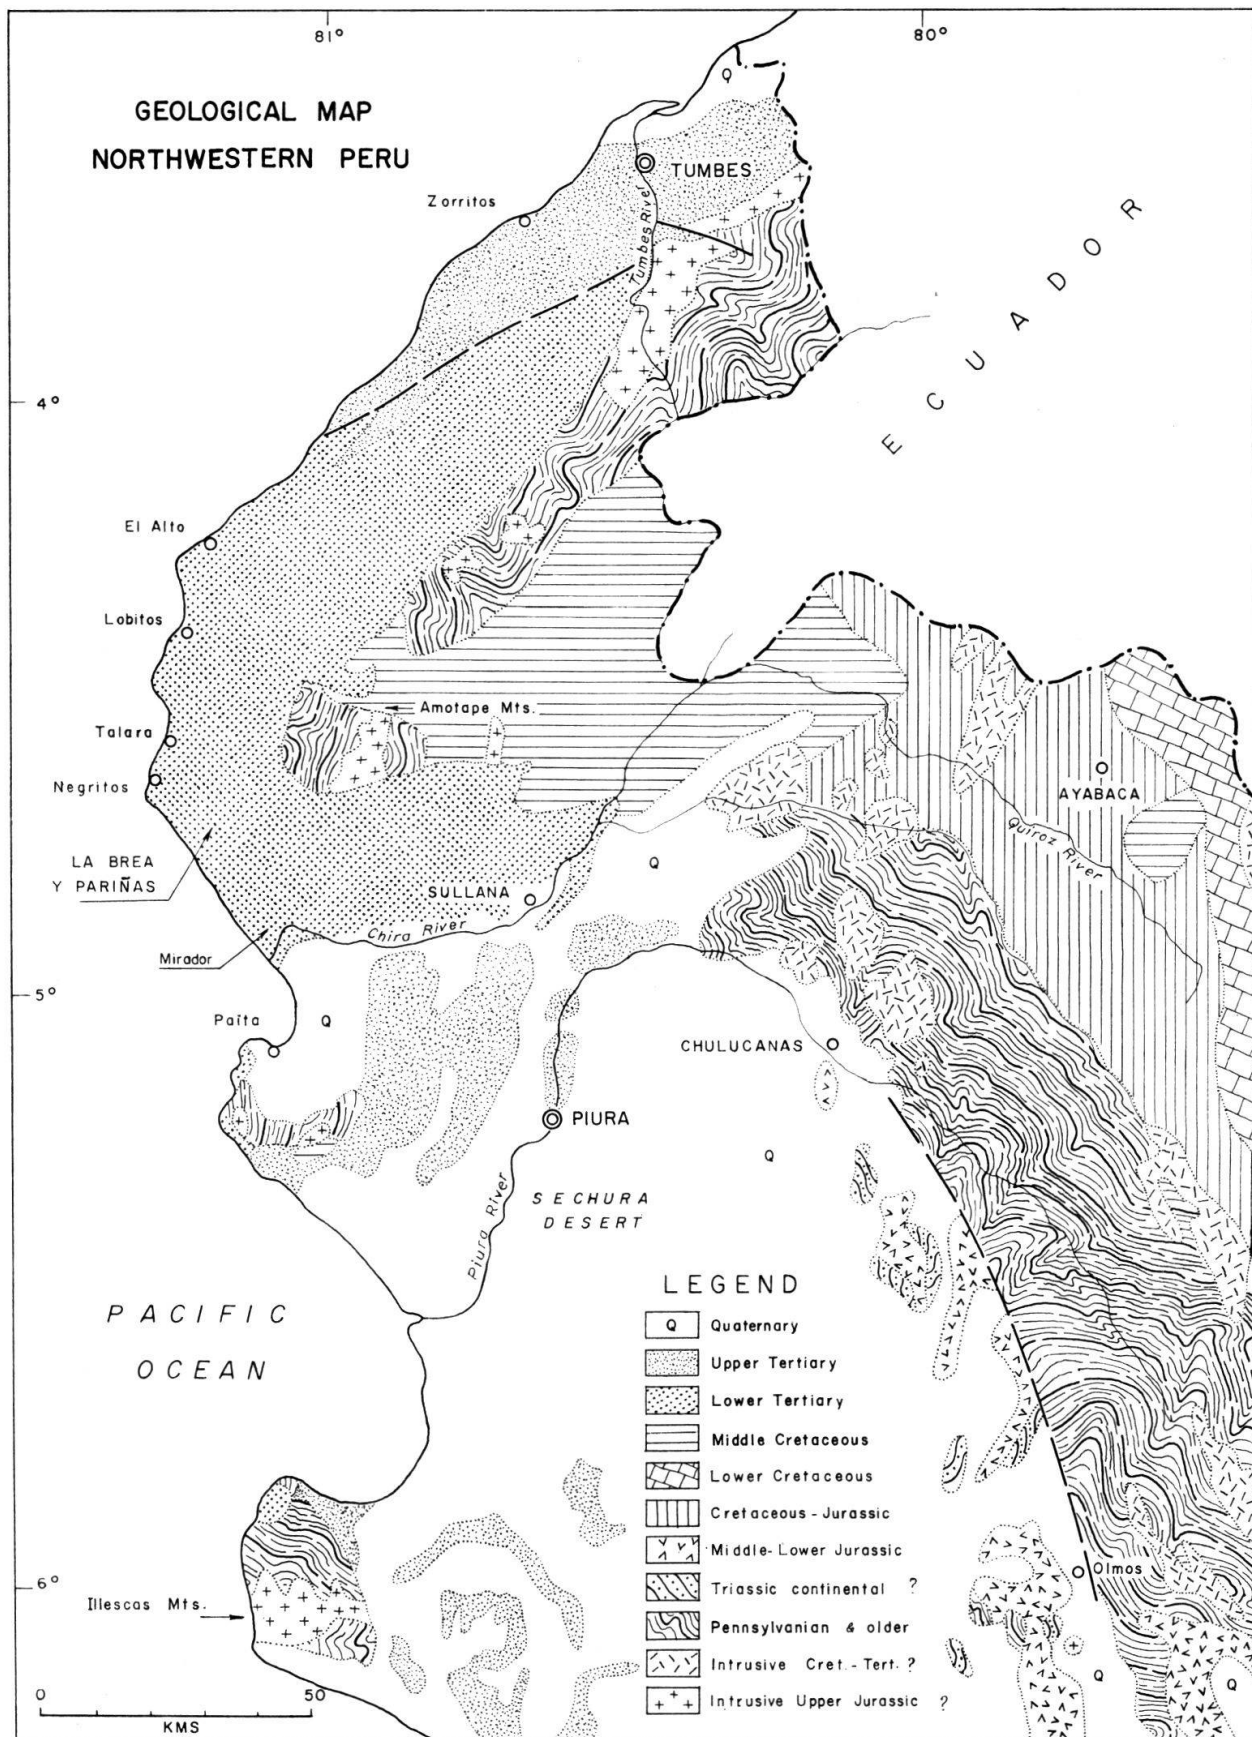 81°
80°
GEOLOGICAL MAP
NORTHWESTERN PERU
Q
TUMBES
Zorritos
Tumbes River
ECUADOR
4°
El Alto
Lobitos
Amotape Mts.
Talara
Negritos
AYABACA
LA BREA
Y PARIÑAS
Quiroz River
Q
SULLANA
Chira River
Mirador
5°
Paita
Q
CHULUCANAS
PIURA
Q
SECHURA
DESERT
Piura River
PACIFIC
OCEAN
LEGEND
Q Quaternary
Upper Tertiary
Lower Tertiary
Middle Cretaceous
Lower Cretaceous
Cretaceous - Jurassic
Middle-Lower Jurassic
Triassic continental ?
Pennsylvanian & older
Intrusive Cret.-Tert. ?
Intrusive Upper Jurassic ?
Olmos
6°
Illescas Mts.
Q
Q
0 50
KMS